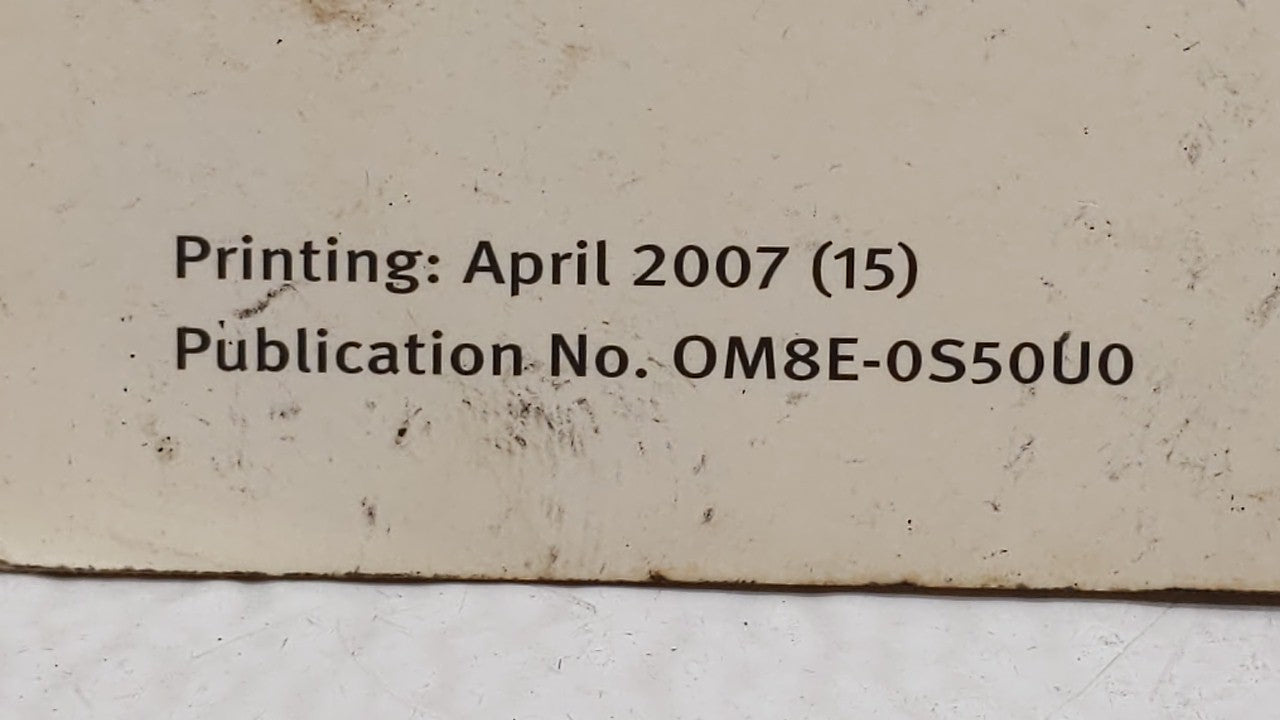 Printing: April 2007 (15)
Publication No. OM8E-0S50U0